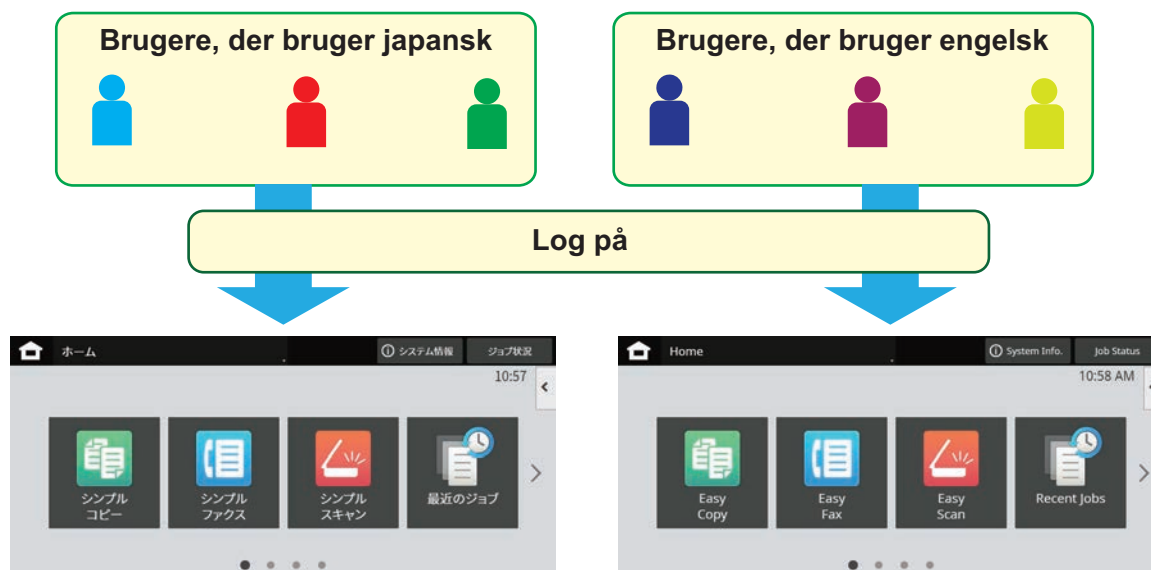 Brugere, der bruger japansk
Brugere, der bruger engelsk
Log på
ホーム
システム情報
ジョブ状況
10:57
シンプル
コピー
シンプル
ファクス
シンプル
スキャン
最近のジョブ
Home
System Info.
Job Status
10:58 AM
Easy
Copy
Easy
Fax
Easy
Scan
Recent Jobs